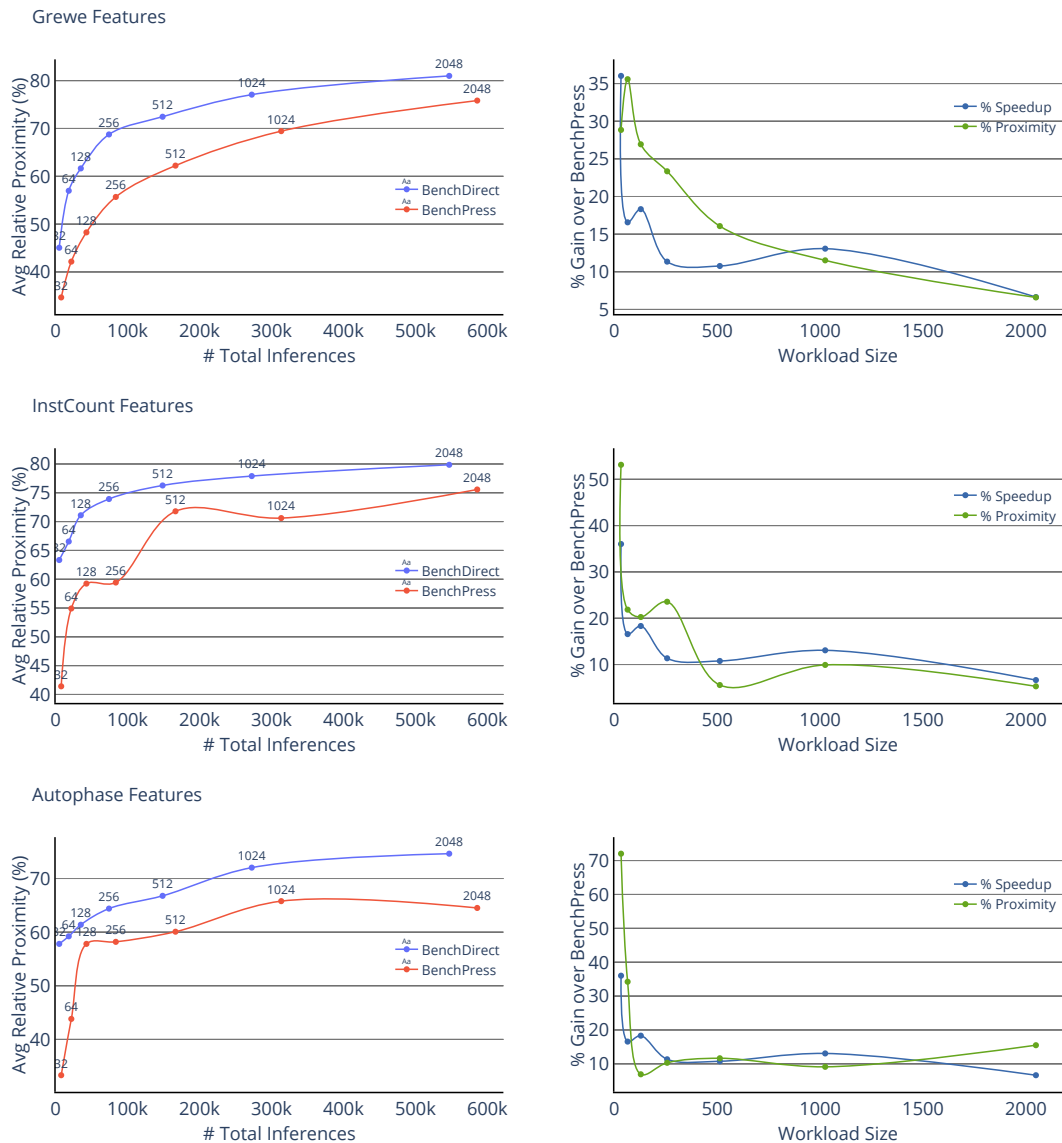 Grewe Features
Avg Relative Proximity (%)
80
70
60
50
40
32
64
128
256
512
1024
2048
32
64
128
256
512
1024
2048
Aa
BenchDirect
Aa
BenchPress
0
100k
200k
300k
400k
500k
600k
# Total Inferences
% Gain over BenchPress
35
30
25
20
15
10
5
% Speedup
% Proximity
0
500
1000
1500
2000
Workload Size
InstCount Features
Avg Relative Proximity (%)
80
75
70
65
60
55
50
45
40
32
64
128
256
512
1024
2048
32
64
128
256
512
1024
2048
Aa
BenchDirect
Aa
BenchPress
0
100k
200k
300k
400k
500k
600k
# Total Inferences
% Gain over BenchPress
50
40
30
20
10
% Speedup
% Proximity
0
500
1000
1500
2000
Workload Size
Autophase Features
Avg Relative Proximity (%)
70
60
50
40
32
64
128
256
512
1024
2048
32
64
128
256
512
1024
2048
Aa
BenchDirect
Aa
BenchPress
0
100k
200k
300k
400k
500k
600k
# Total Inferences
% Gain over BenchPress
70
60
50
40
30
20
10
% Speedup
% Proximity
0
500
1000
1500
2000
Workload Size